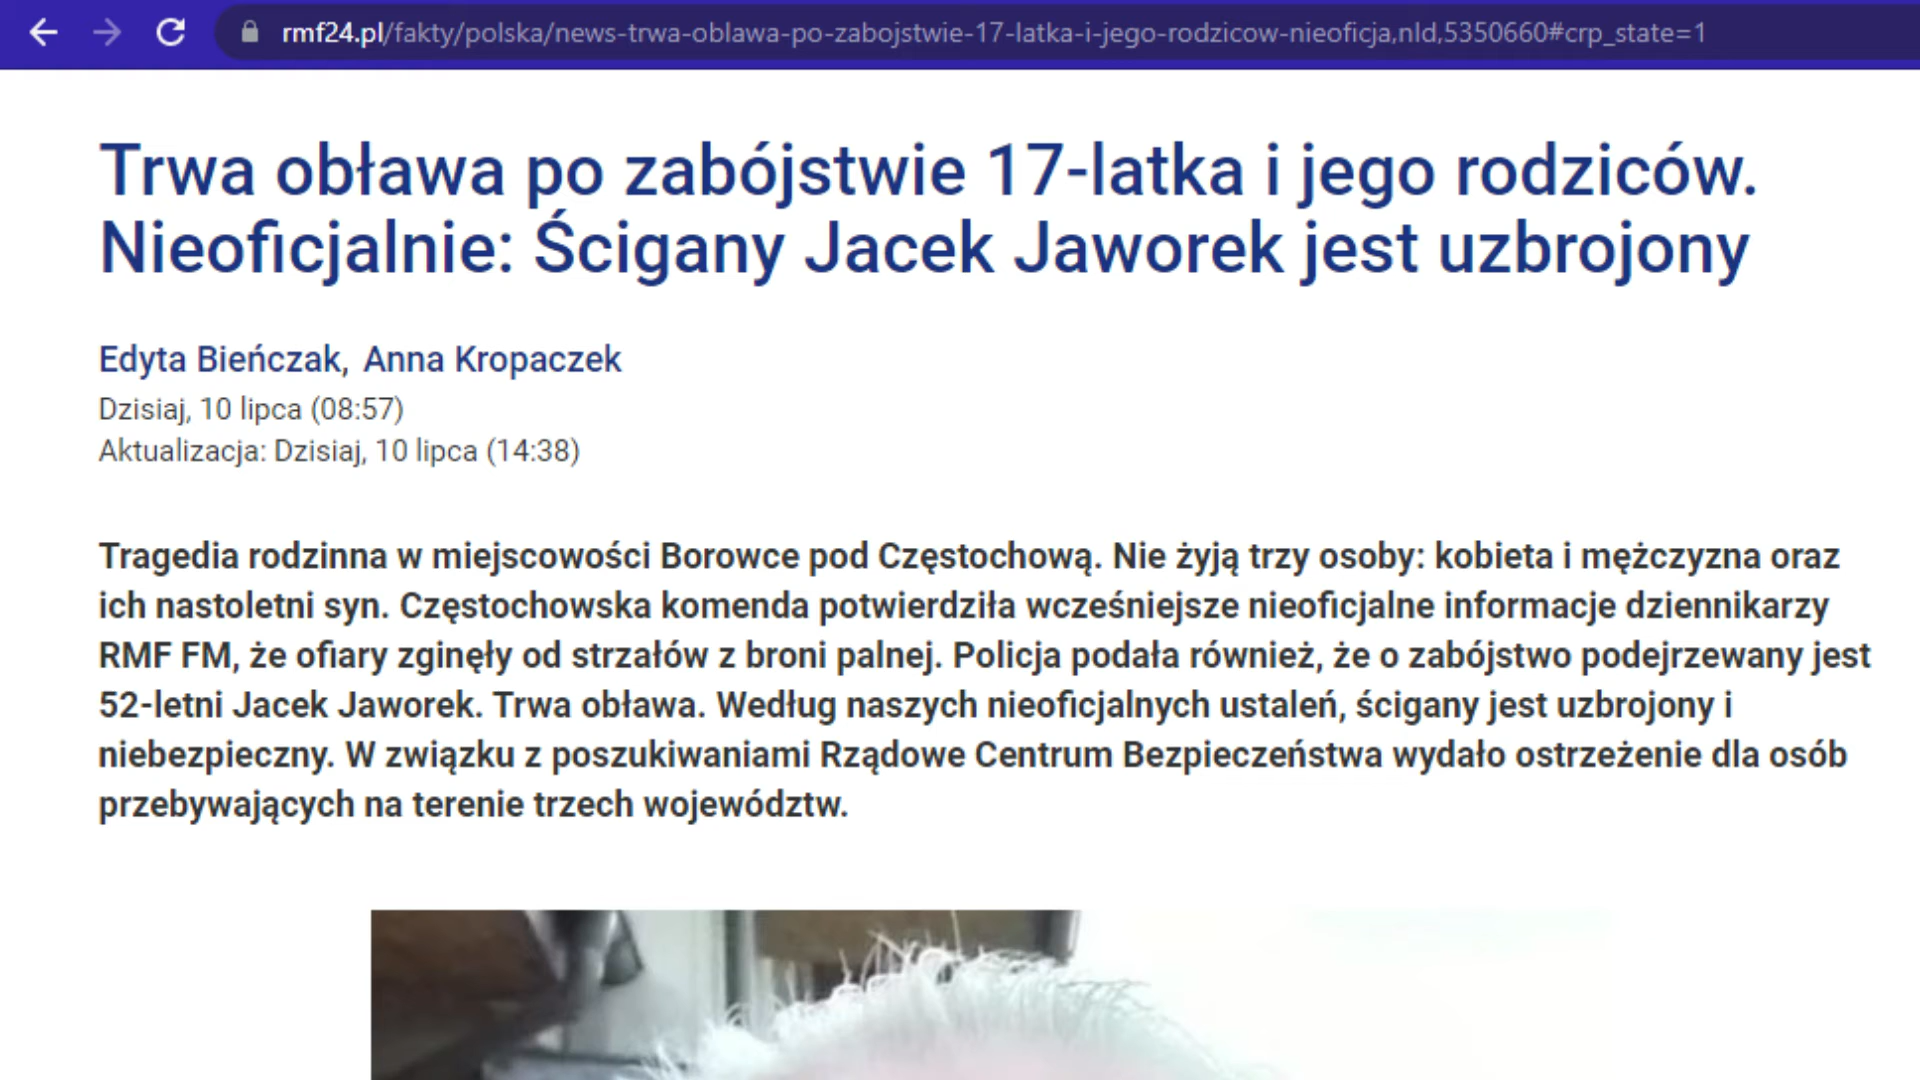 rmf24.pl/fakty/polska/news-trwa-oblawa-po-zabojstwie-17-latka-i-jego-rodzicow-nieoficja,nId,5350660#crp_state=1
Trwa obława po zabójstwie 17-latka i jego rodziców.
Nieoficjalnie: Ścigany Jacek Jaworek jest uzbrojony
Edyta Bieńczak, Anna Kropaczek
Dzisiaj, 10 lipca (08:57)
Aktualizacja: Dzisiaj, 10 lipca (14:38)
Tragedia rodzinna w miejscowości Borowce pod Częstochową. Nie żyją trzy osoby: kobieta i mężczyzna oraz
ich nastoletni syn. Częstochowska komenda potwierdziła wcześniejsze nieoficjalne informacje dziennikarzy
RMF FM, że ofiary zginęły od strzałów z broni palnej. Policja podała również, że o zabójstwo podejrzewany jest
52-letni Jacek Jaworek. Trwa obława. Według naszych nieoficjalnych ustaleń, ścigany jest uzbrojony i
niebezpieczny. W związku z poszukiwaniami Rządowe Centrum Bezpieczeństwa wydało ostrzeżenie dla osób
przebywających na terenie trzech województw.